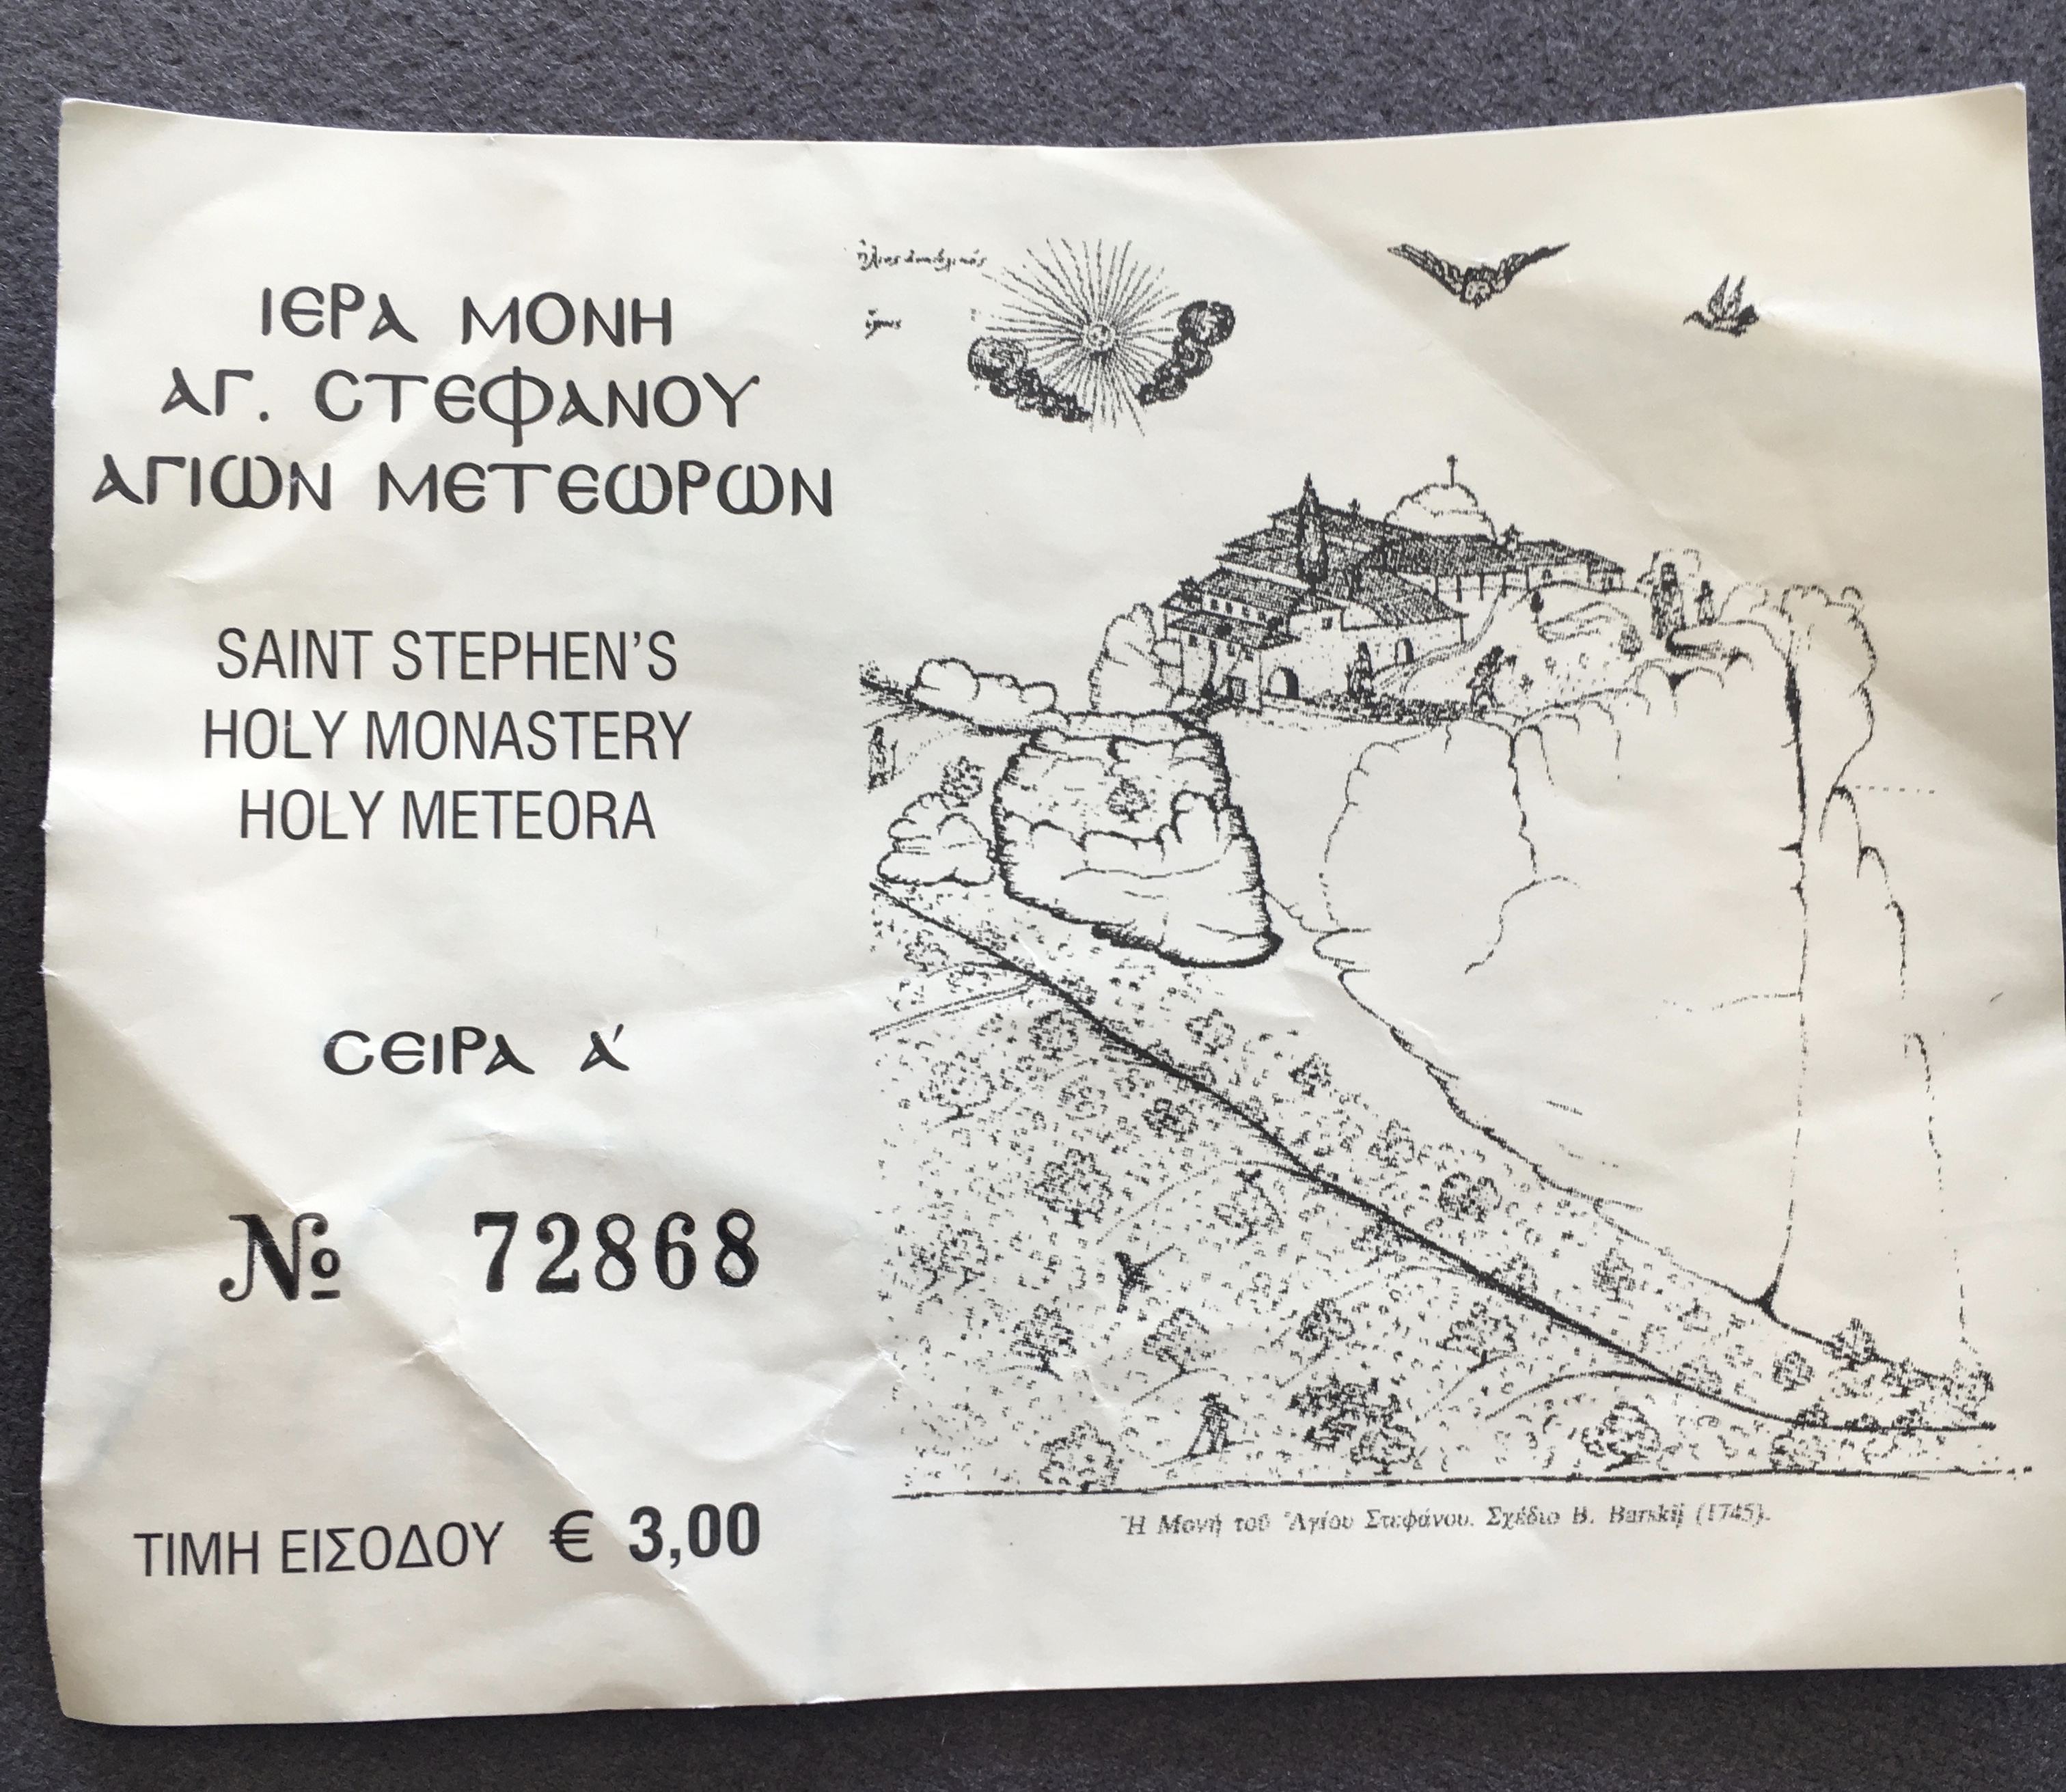 ΙΕΡΑ ΜΟΝΗ
ΑΓ. ΣΤΕΦΑΝΟΥ
ΑΓΙΩΝ ΜΕΤΕΩΡΩΝ
SAINT STEPHEN'S
HOLY MONASTERY
HOLY METEORA
ΣΕΙΡΑ Α΄
№ 72868
ΤΙΜΗ ΕΙΣΟΔΟΥ € 3,00
Ἡ Μονή τοῦ Ἁγίου Στεφάνου. Σχέδιο B. Barskij (1745).